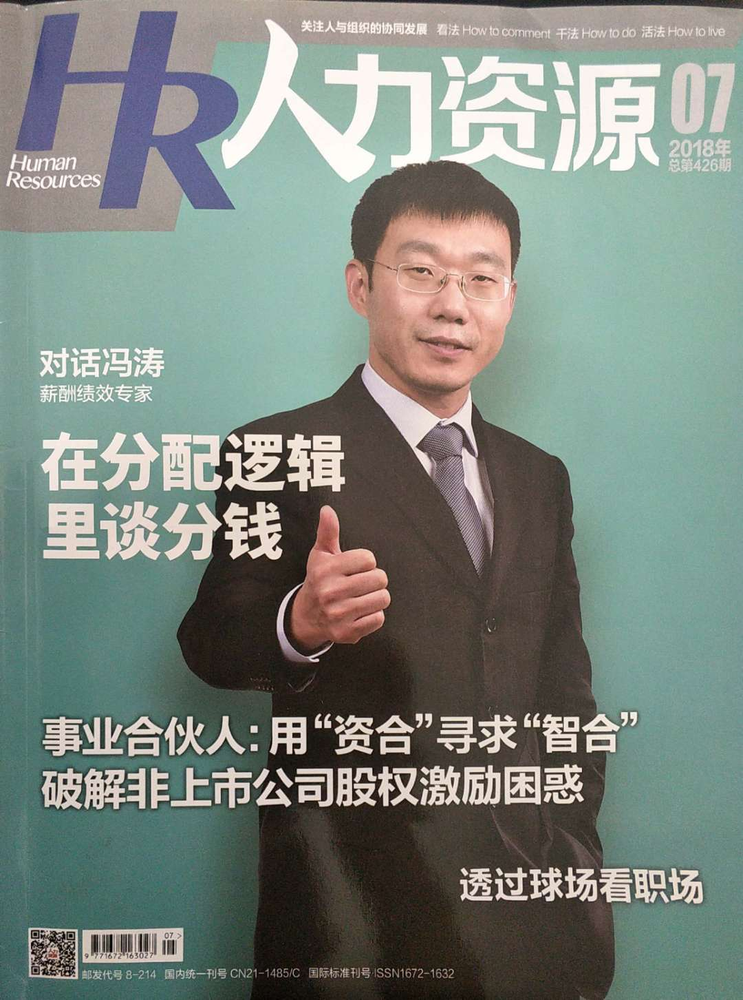 关注人与组织的协同发展 看法 How to comment 干法 How to do 活法 How to live
HR 人力资源 07
Human
Resources
2018年
总第426期
对话冯涛
薪酬绩效专家
在分配逻辑
里谈分钱
事业合伙人：用“资合”寻求“智合”
破解非上市公司股权激励困惑
透过球场看职场
07 >
9 771672 163027
邮发代号 8-214 国内统一刊号 CN21-1485/C 国际标准刊号·ISSN1672-1632